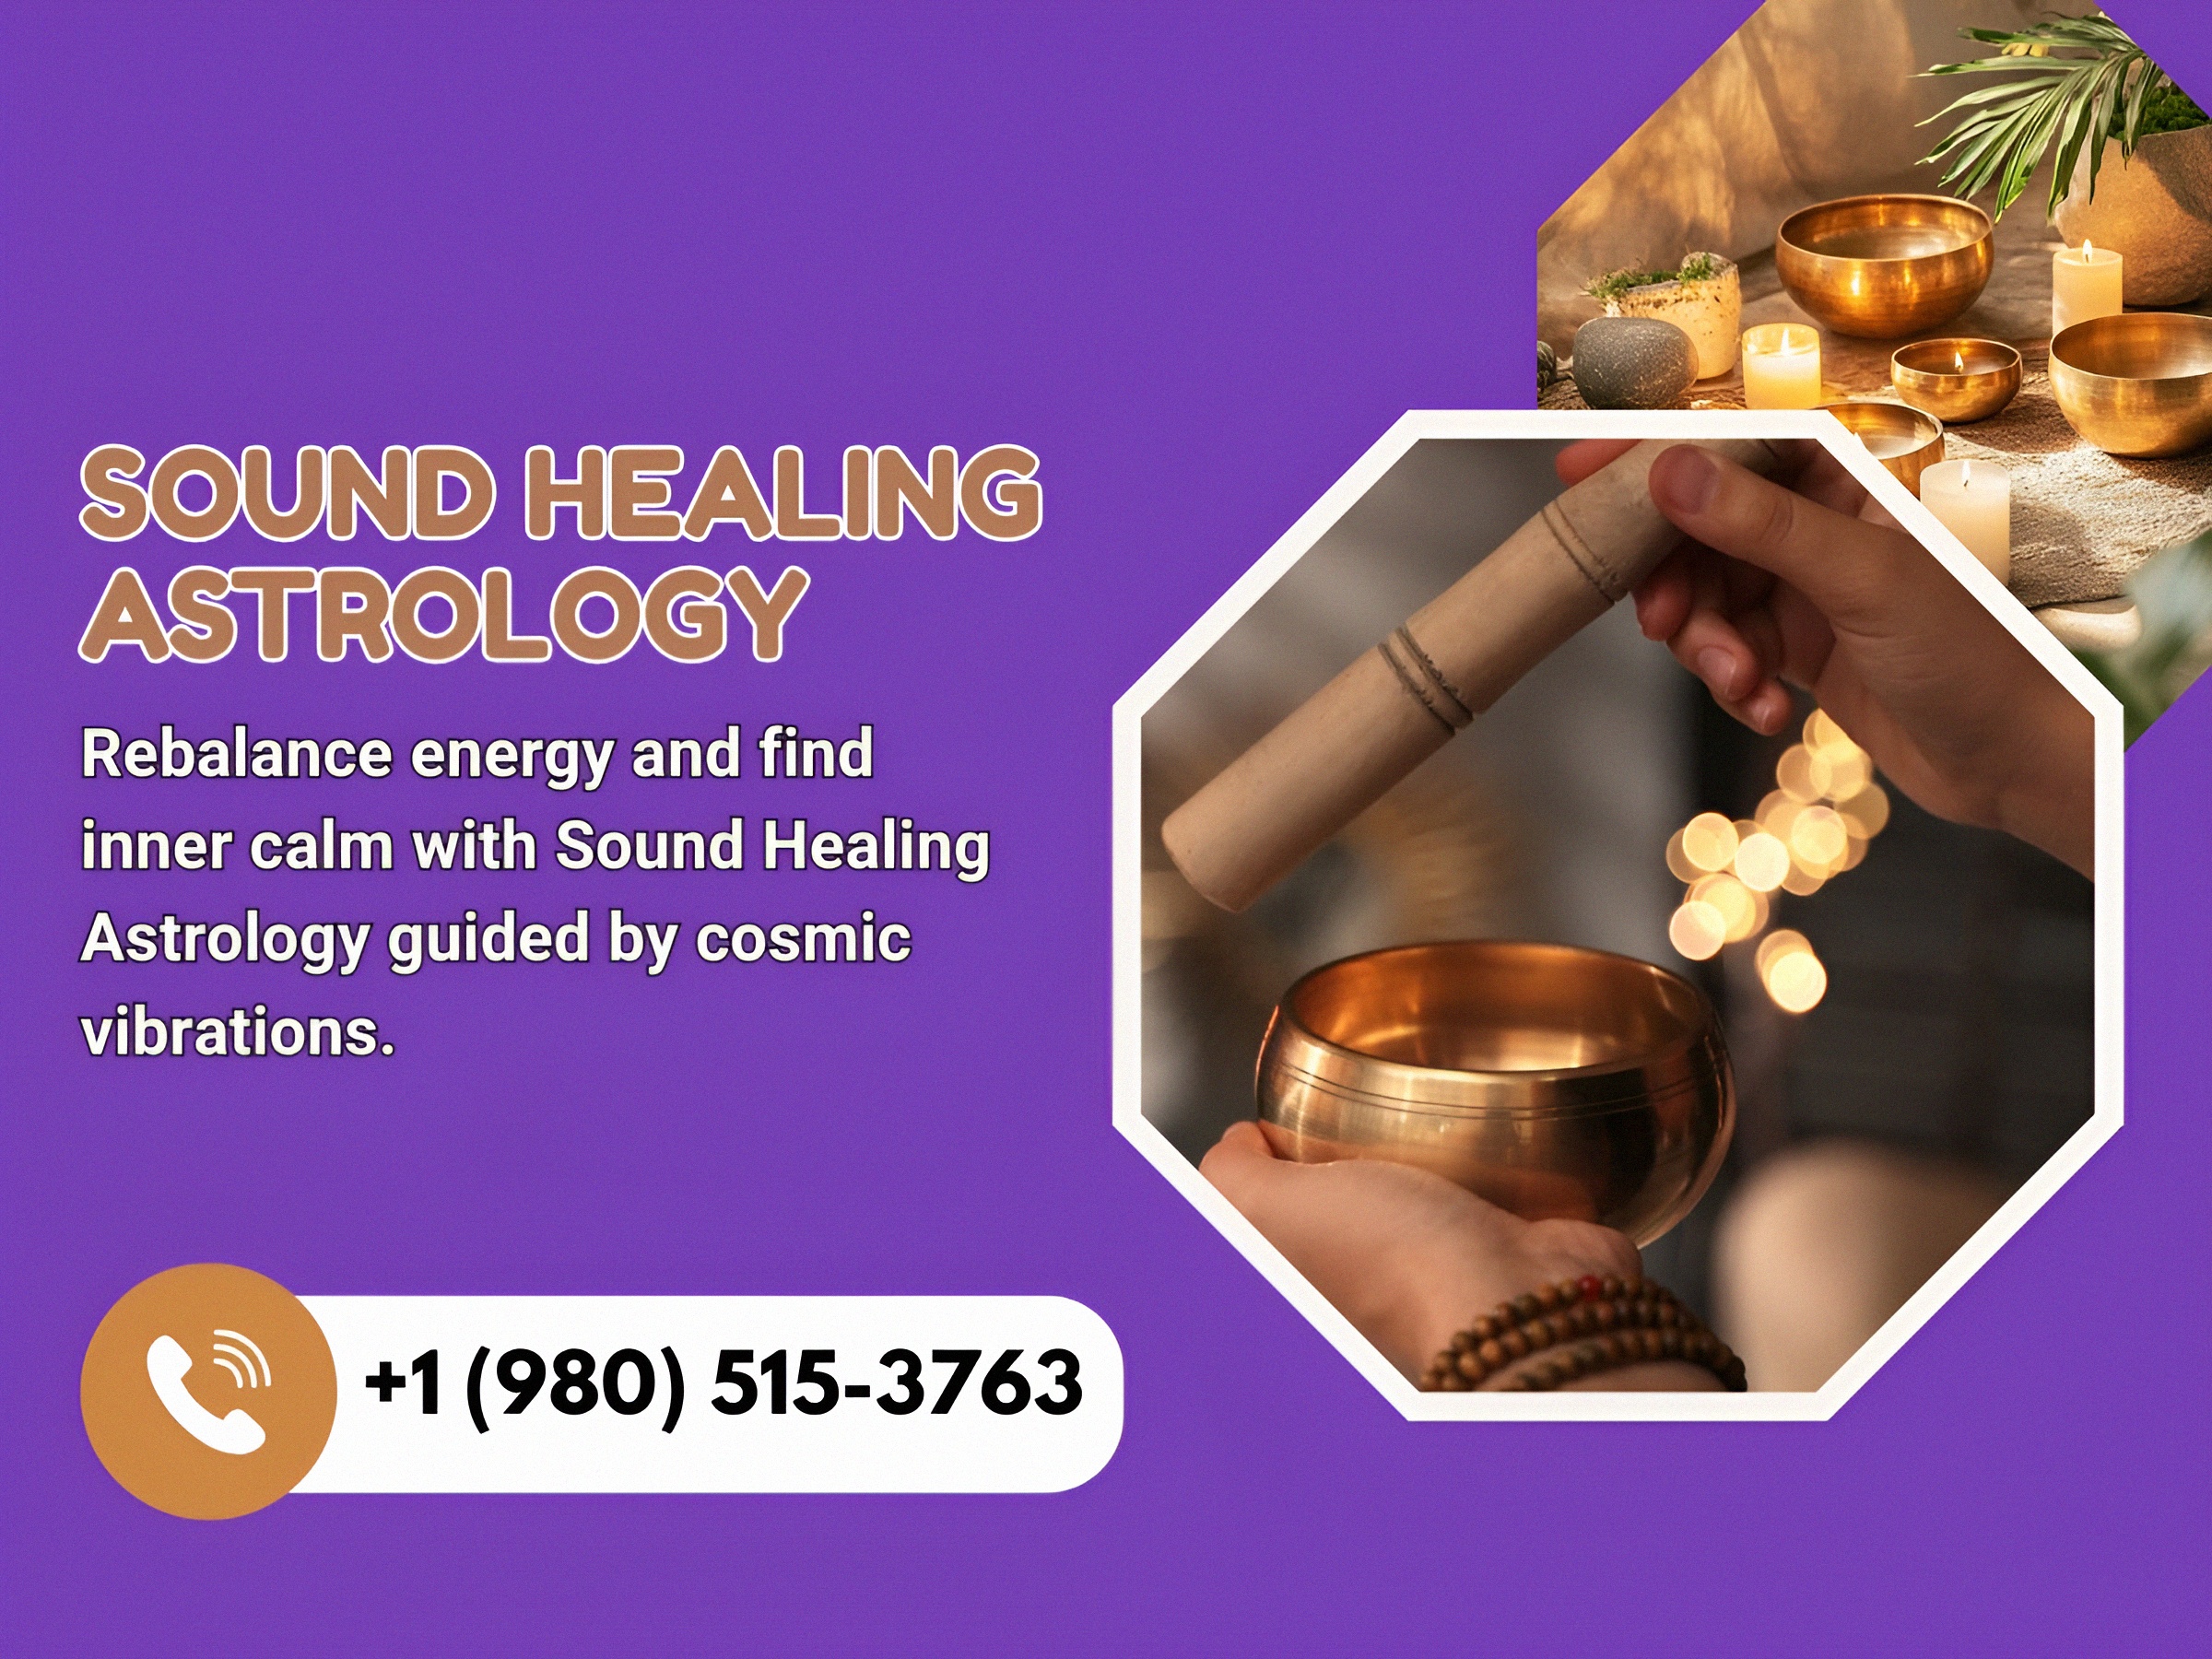 SOUND HEALING
ASTROLOGY
Rebalance energy and find
inner calm with Sound Healing
Astrology guided by cosmic
vibrations.
+1 (980) 515-3763